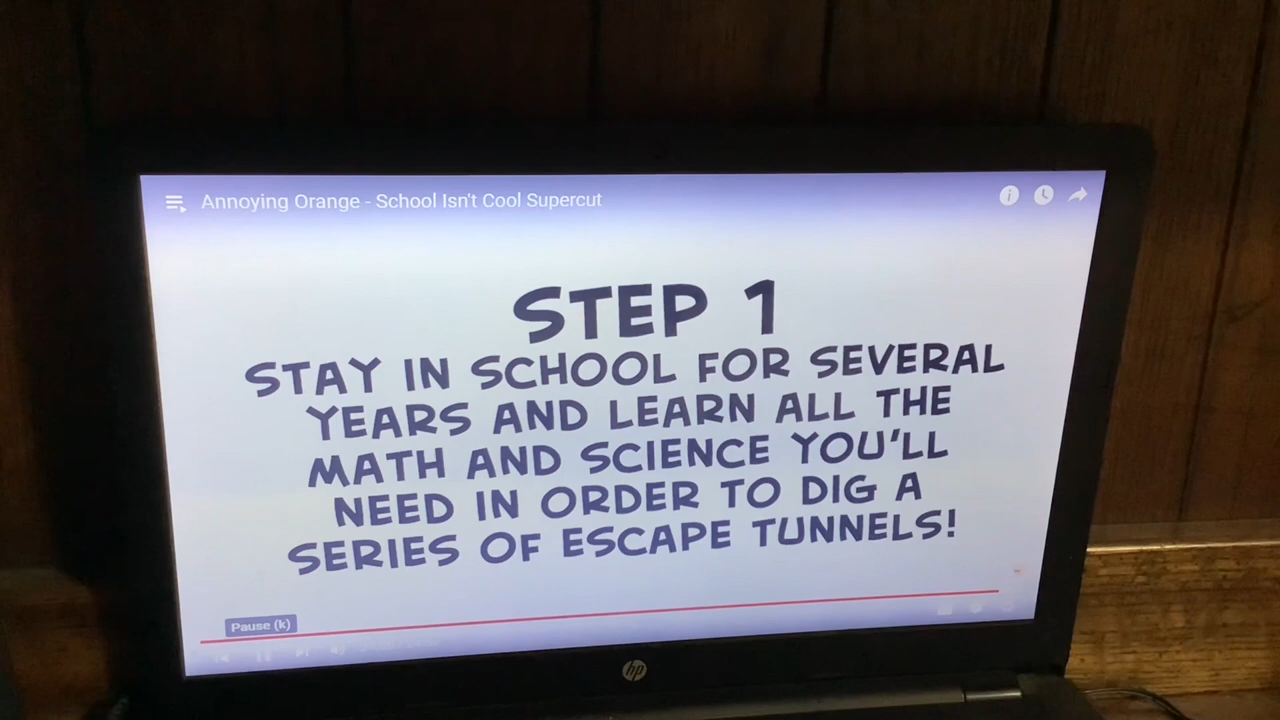 Annoying Orange - School Isn't Cool Supercut
STEP 1
STAY IN SCHOOL FOR SEVERAL
YEARS AND LEARN ALL THE
MATH AND SCIENCE YOU'LL
NEED IN ORDER TO DIG A
SERIES OF ESCAPE TUNNELS!
Pause (k)
hp